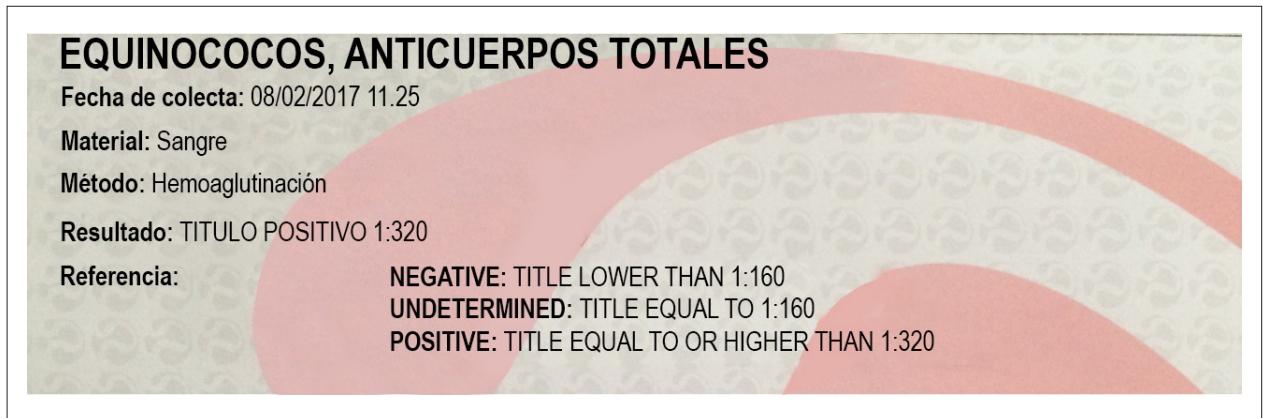 EQUINOCOCOS, ANTICUERPOS TOTALES
Fecha de colecta: 08/02/2017 11.25
Material: Sangre
Método: Hemoaglutinación
Resultado: TITULO POSITIVO 1:320
Referencia: NEGATIVE: TITLE LOWER THAN 1:160
UNDETERMINED: TITLE EQUAL TO 1:160
POSITIVE: TITLE EQUAL TO OR HIGHER THAN 1:320